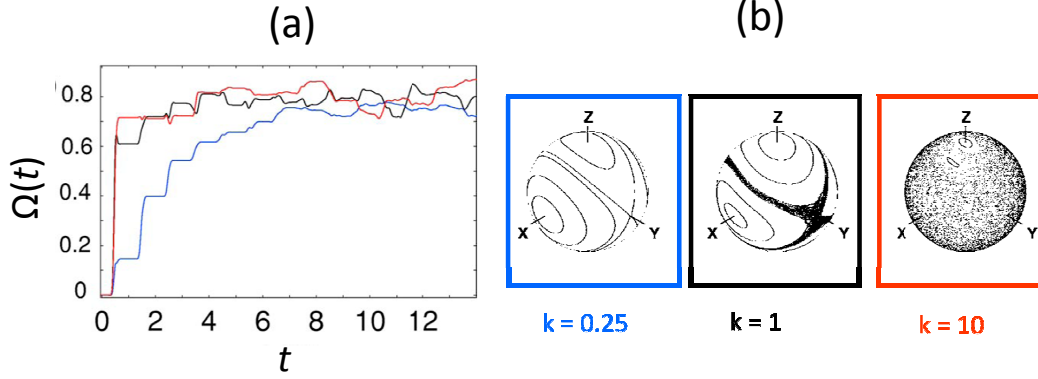 (a)
Ω(t)
0.8
0.6
0.4
0.2
0
0 2 4 6 8 10 12
t
(b)
Z
X
Y
k = 0.25
Z
X
Y
k = 1
Z
X
Y
k = 10